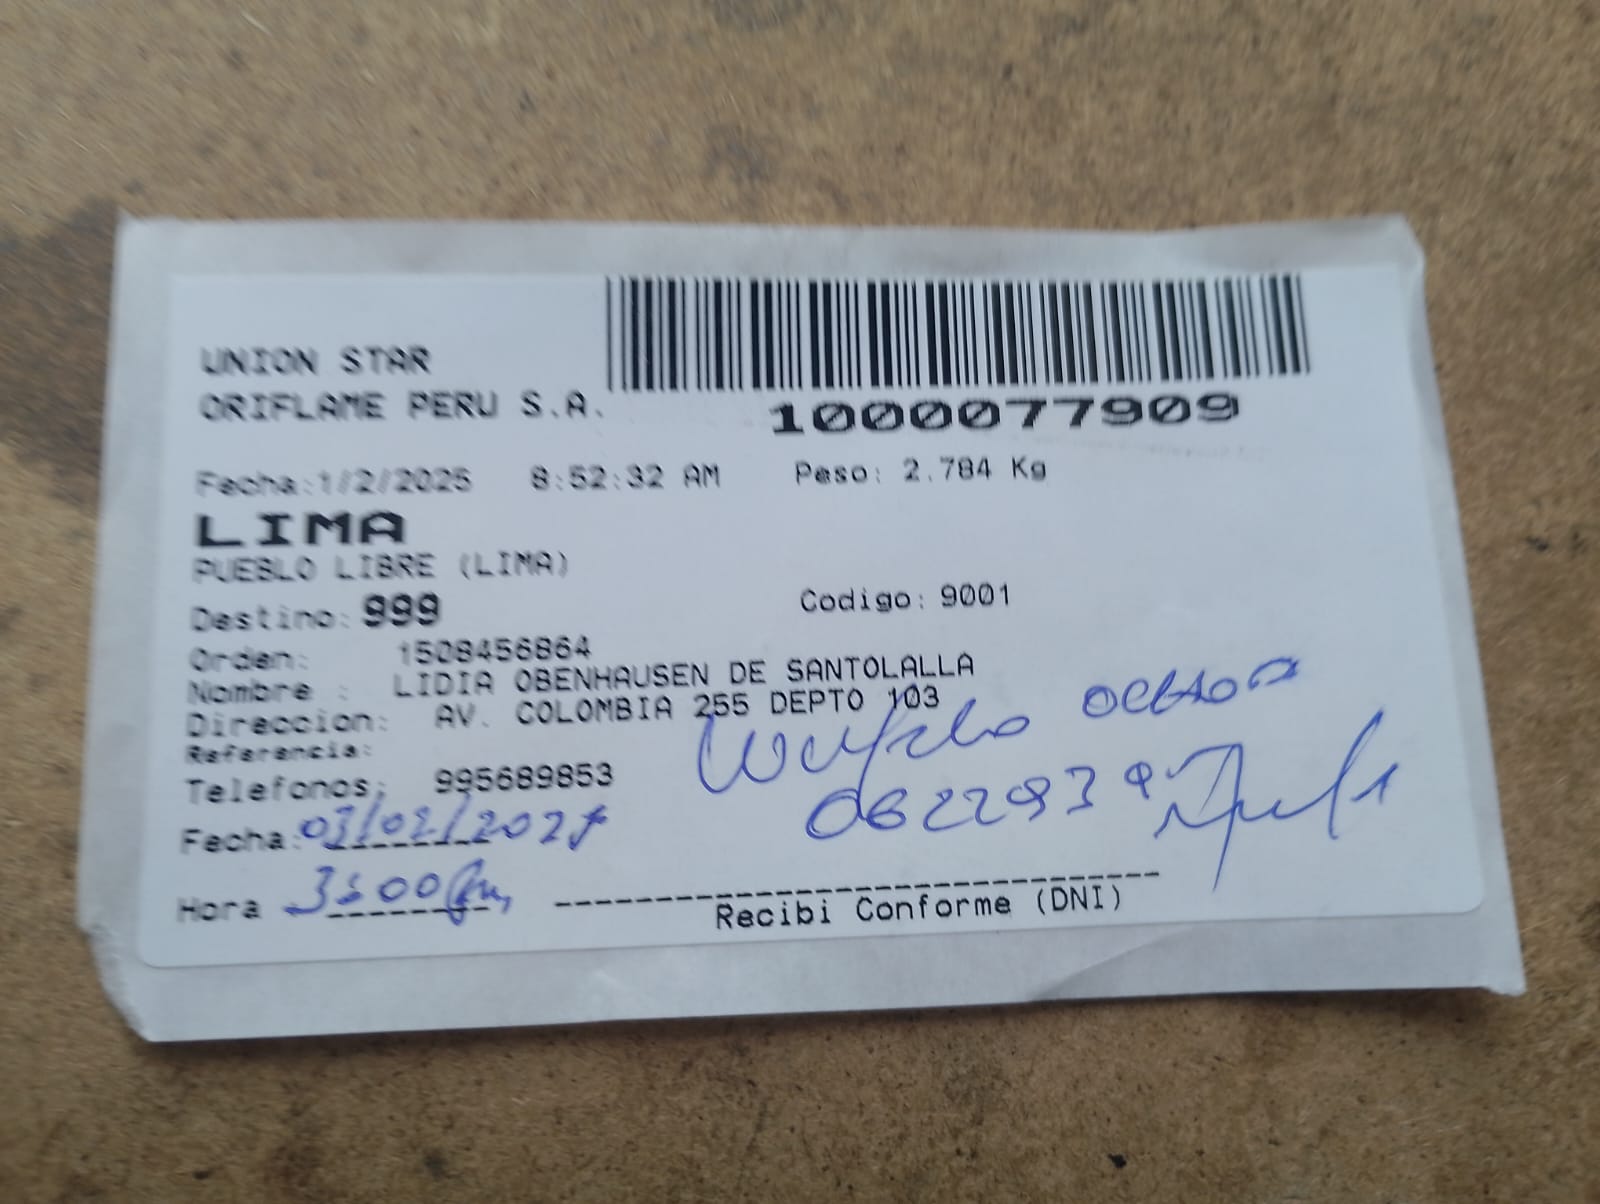 UNION STAR
ORIFLAME PERU S.A.
1000077909
Fecha:1/2/2025 8:52:32 AM Peso: 2.784 Kg
LIMA
PUEBLO LIBRE (LIMA)
Destino: 999 Codigo: 9001
Orden: 1508456864
Nombre : LIDIA OBENHAUSEN DE SANTOLALLA
Direccion: AV. COLOMBIA 255 DEPTO 103
Referencia:
Telefonos: 995689853
Fecha: 03/02/2025
Hora 3:00 pm
Recibi Conforme (DNI)